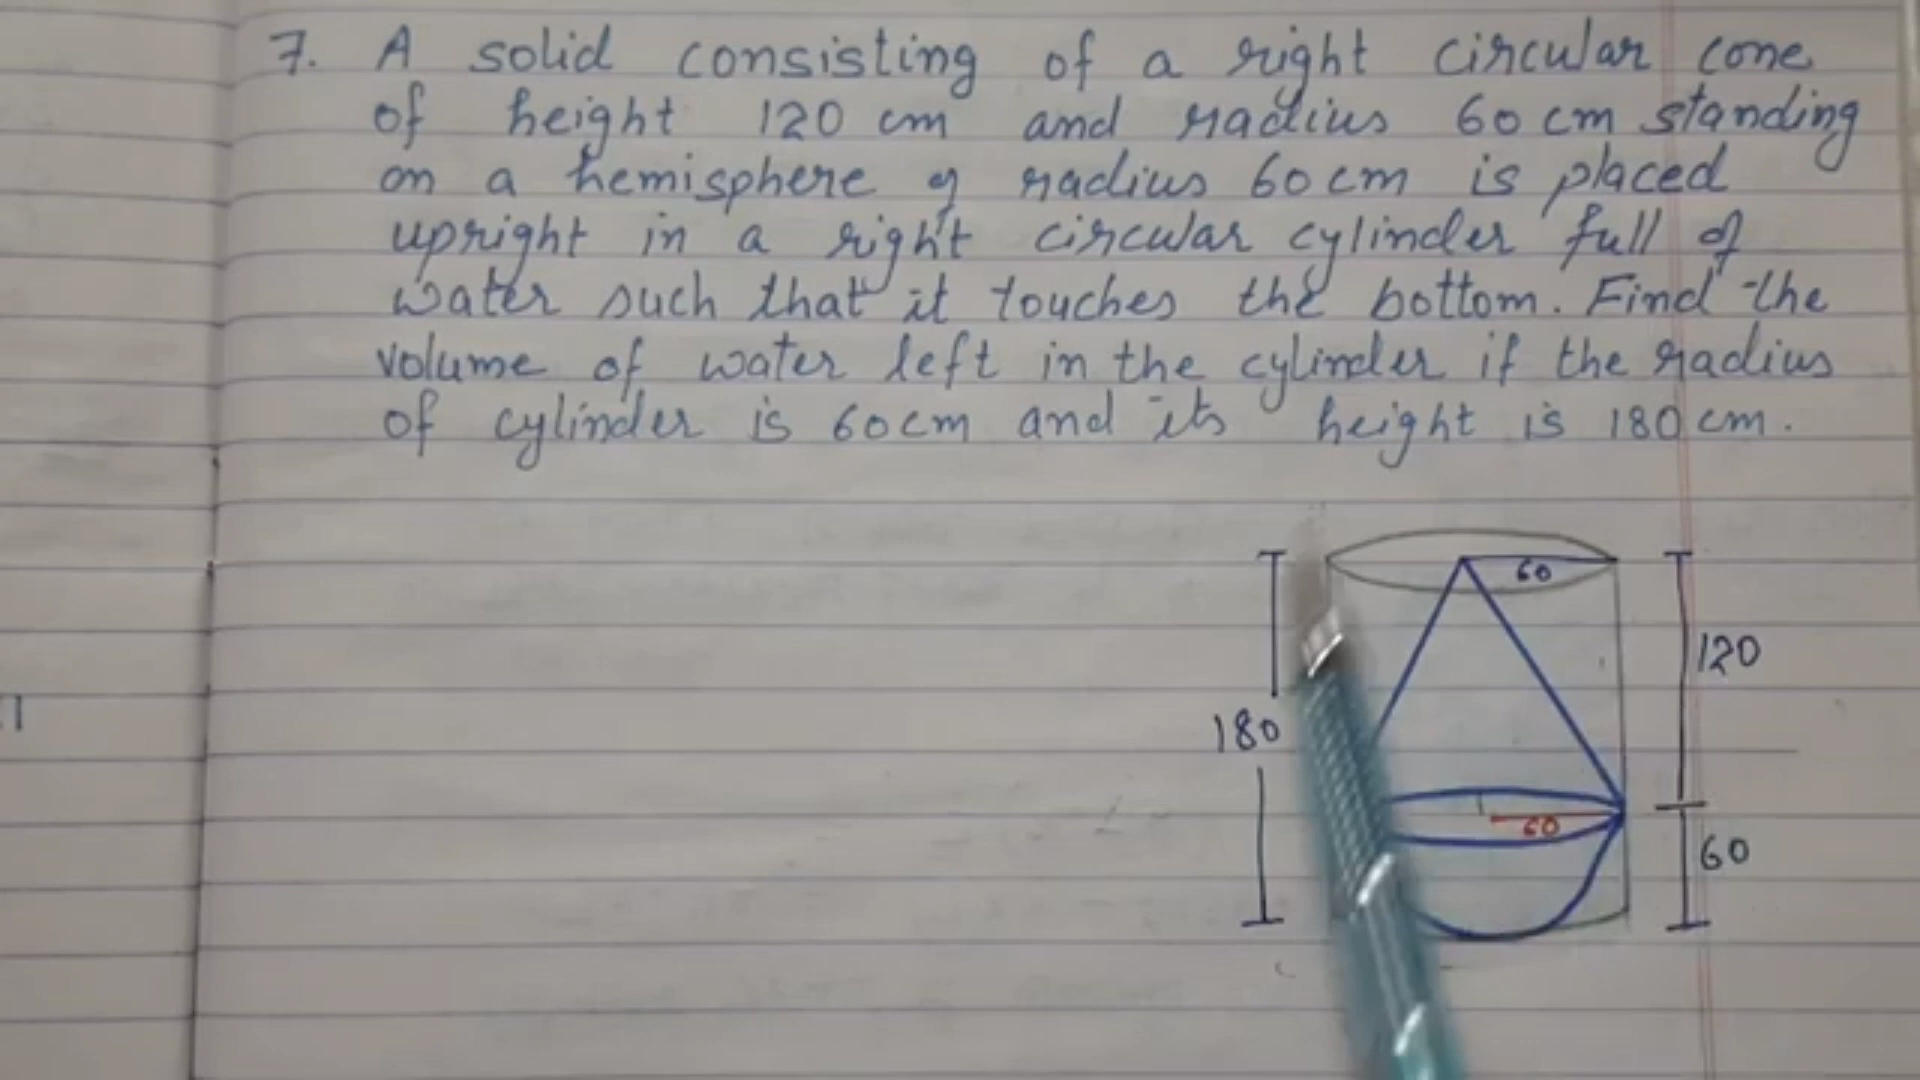 7. A solid consisting of a right circular cone
of height 120 cm and radius 60 cm standing
on a hemisphere of radius 60 cm is placed
upright in a right circular cylinder full of
water such that it touches the bottom. Find the
volume of water left in the cylinder if the radius
of cylinder is 60 cm and its height is 180 cm.
60
120
180
60
60